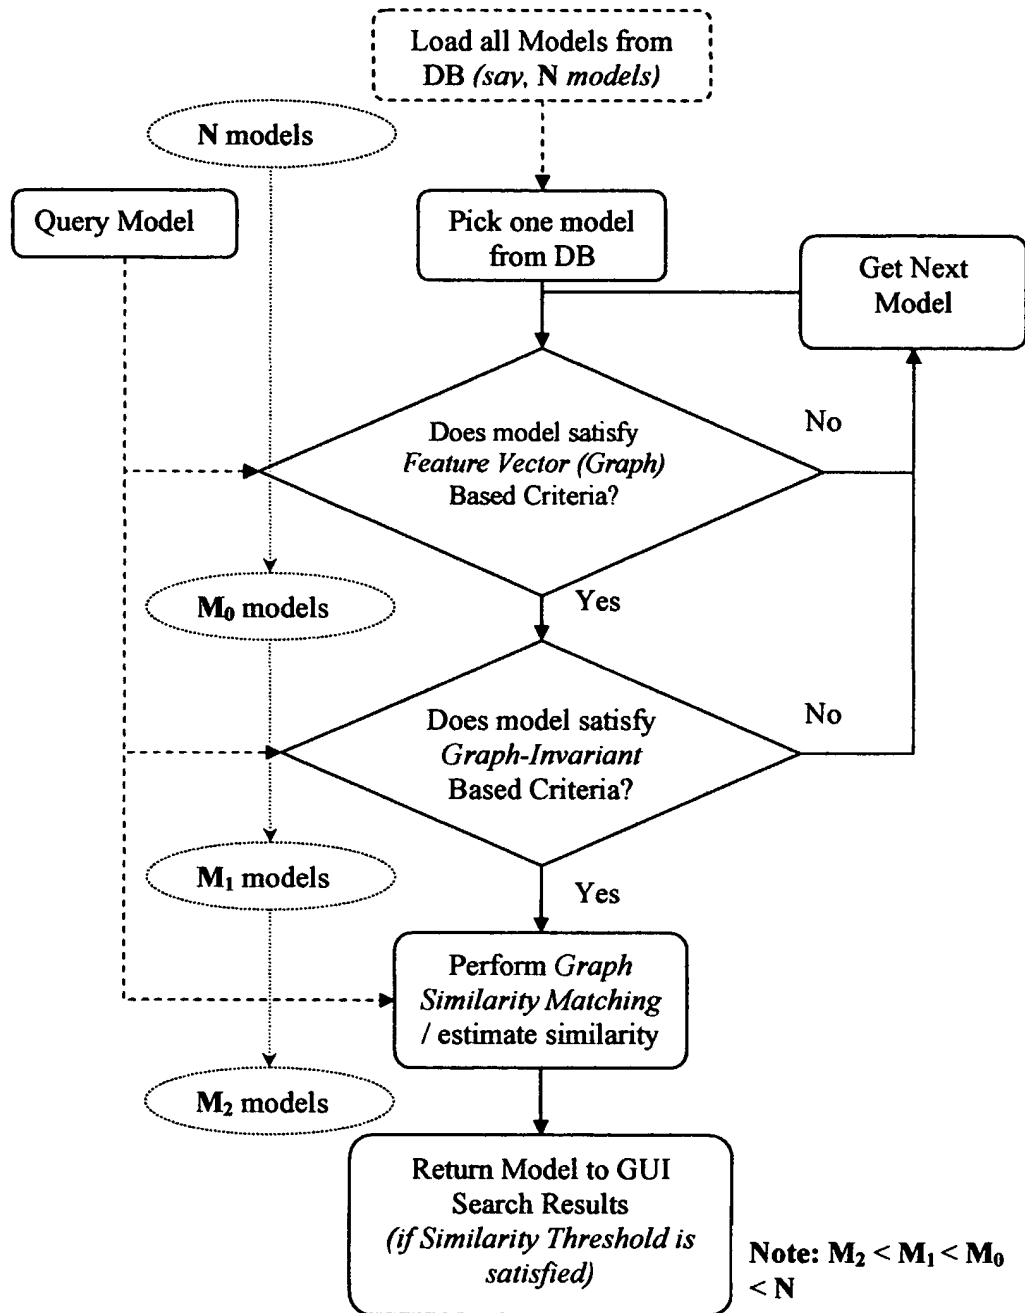 Load all Models from
DB (sav, N models)
N models
Query Model
Pick one model
from DB
Get Next
Model
Does model satisfy
Feature Vector (Graph)
Based Criteria?
No
M₀ models
Yes
Does model satisfy
Graph-Invariant
Based Criteria?
No
M₁ models
Yes
Perform Graph
Similarity Matching
/ estimate similarity
M₂ models
Return Model to GUI
Search Results
(if Similarity Threshold is
satisfied)
Note: M₂ < M₁ < M₀
< N